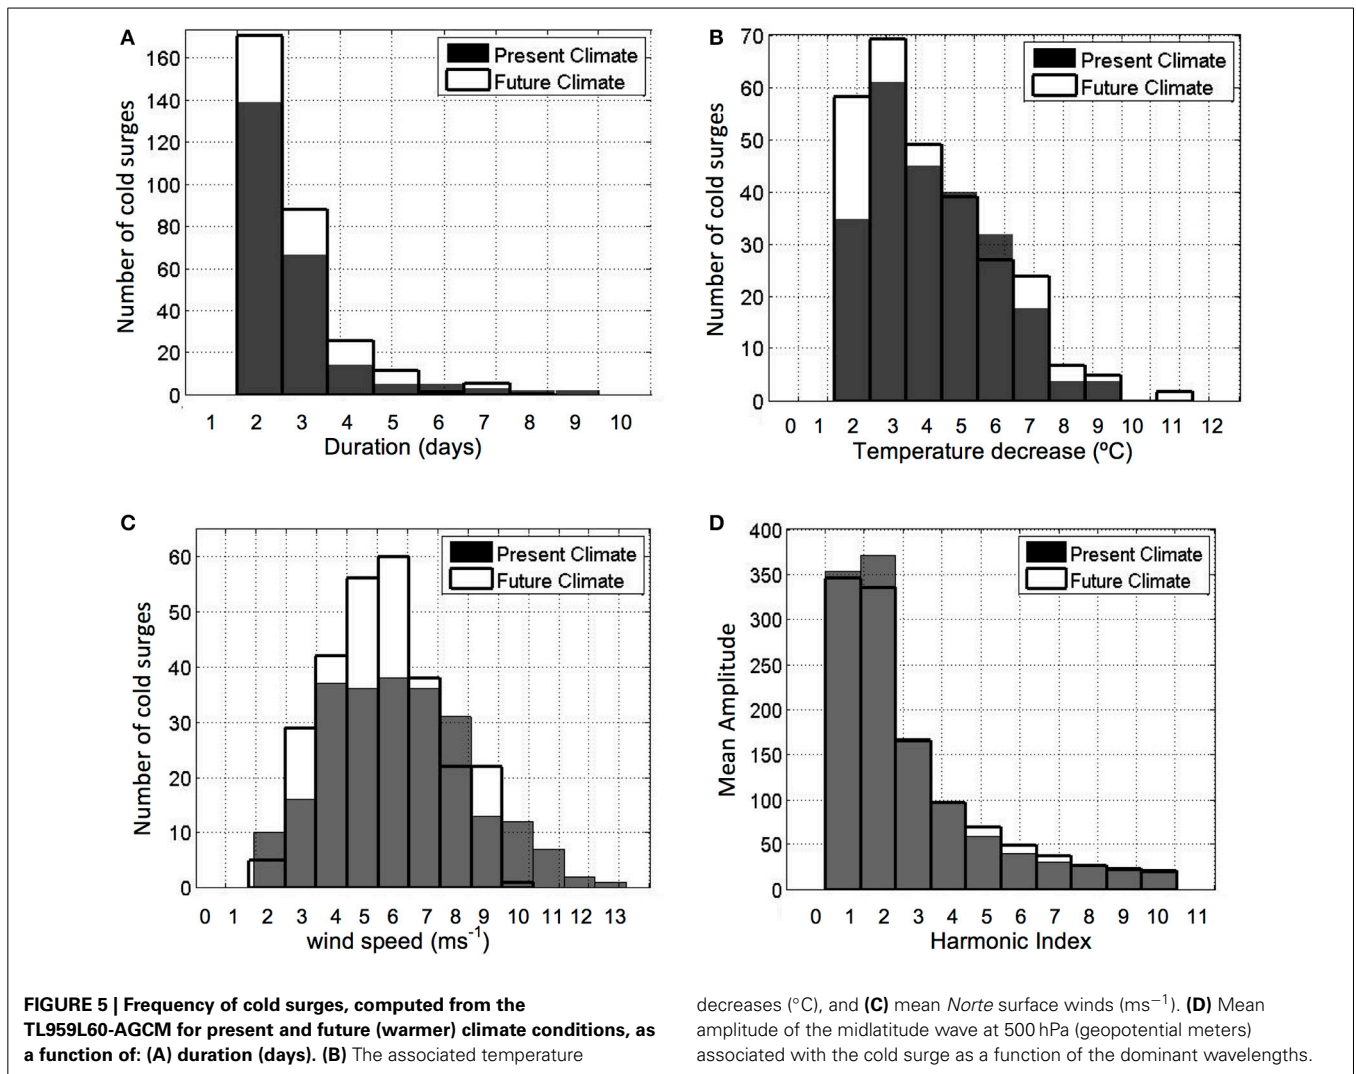 A
Number of cold surges
160
140
120
100
80
60
40
20
0
Present Climate
Future Climate
1 2 3 4 5 6 7 8 9 10
Duration (days)
B
Number of cold surges
70
60
50
40
30
20
10
0
Present Climate
Future Climate
0 1 2 3 4 5 6 7 8 9 10 11 12
Temperature decrease (ºC)
C
Number of cold surges
60
50
40
30
20
10
0
Present Climate
Future Climate
0 1 2 3 4 5 6 7 8 9 10 11 12 13
wind speed (ms⁻¹)
D
Mean Amplitude
400
350
300
250
200
150
100
50
0
Present Climate
Future Climate
0 1 2 3 4 5 6 7 8 9 10 11
Harmonic Index
FIGURE 5 | Frequency of cold surges, computed from the
TL959L60-AGCM for present and future (warmer) climate conditions, as
a function of: (A) duration (days). (B) The associated temperature
decreases (°C), and (C) mean Norte surface winds (ms⁻¹). (D) Mean
amplitude of the midlatitude wave at 500 hPa (geopotential meters)
associated with the cold surge as a function of the dominant wavelengths.